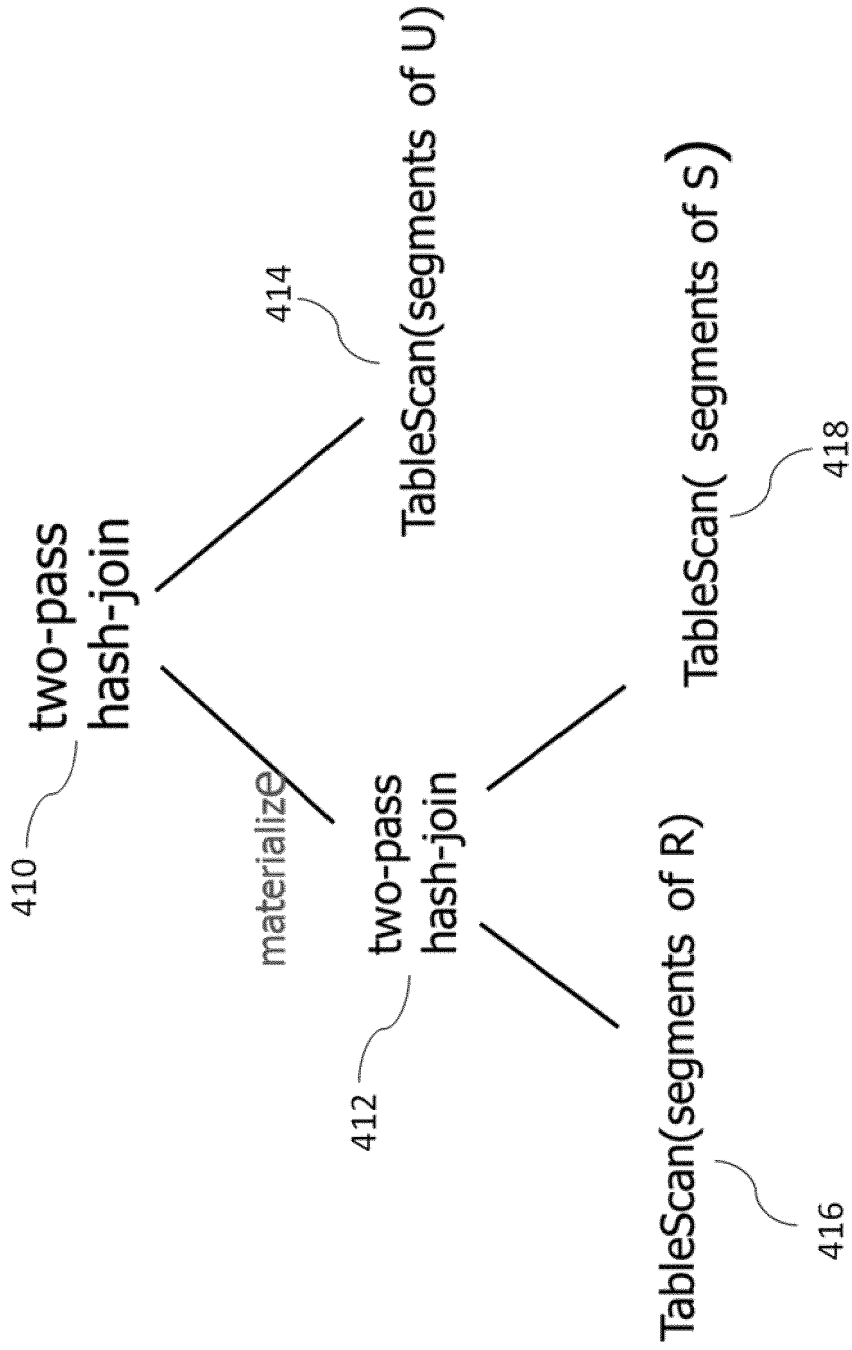 410
two-pass
hash-join
materialize
414
TableScan(segments of U)
412
two-pass
hash-join
416
TableScan(segments of R)
TableScan( segments of S)
418